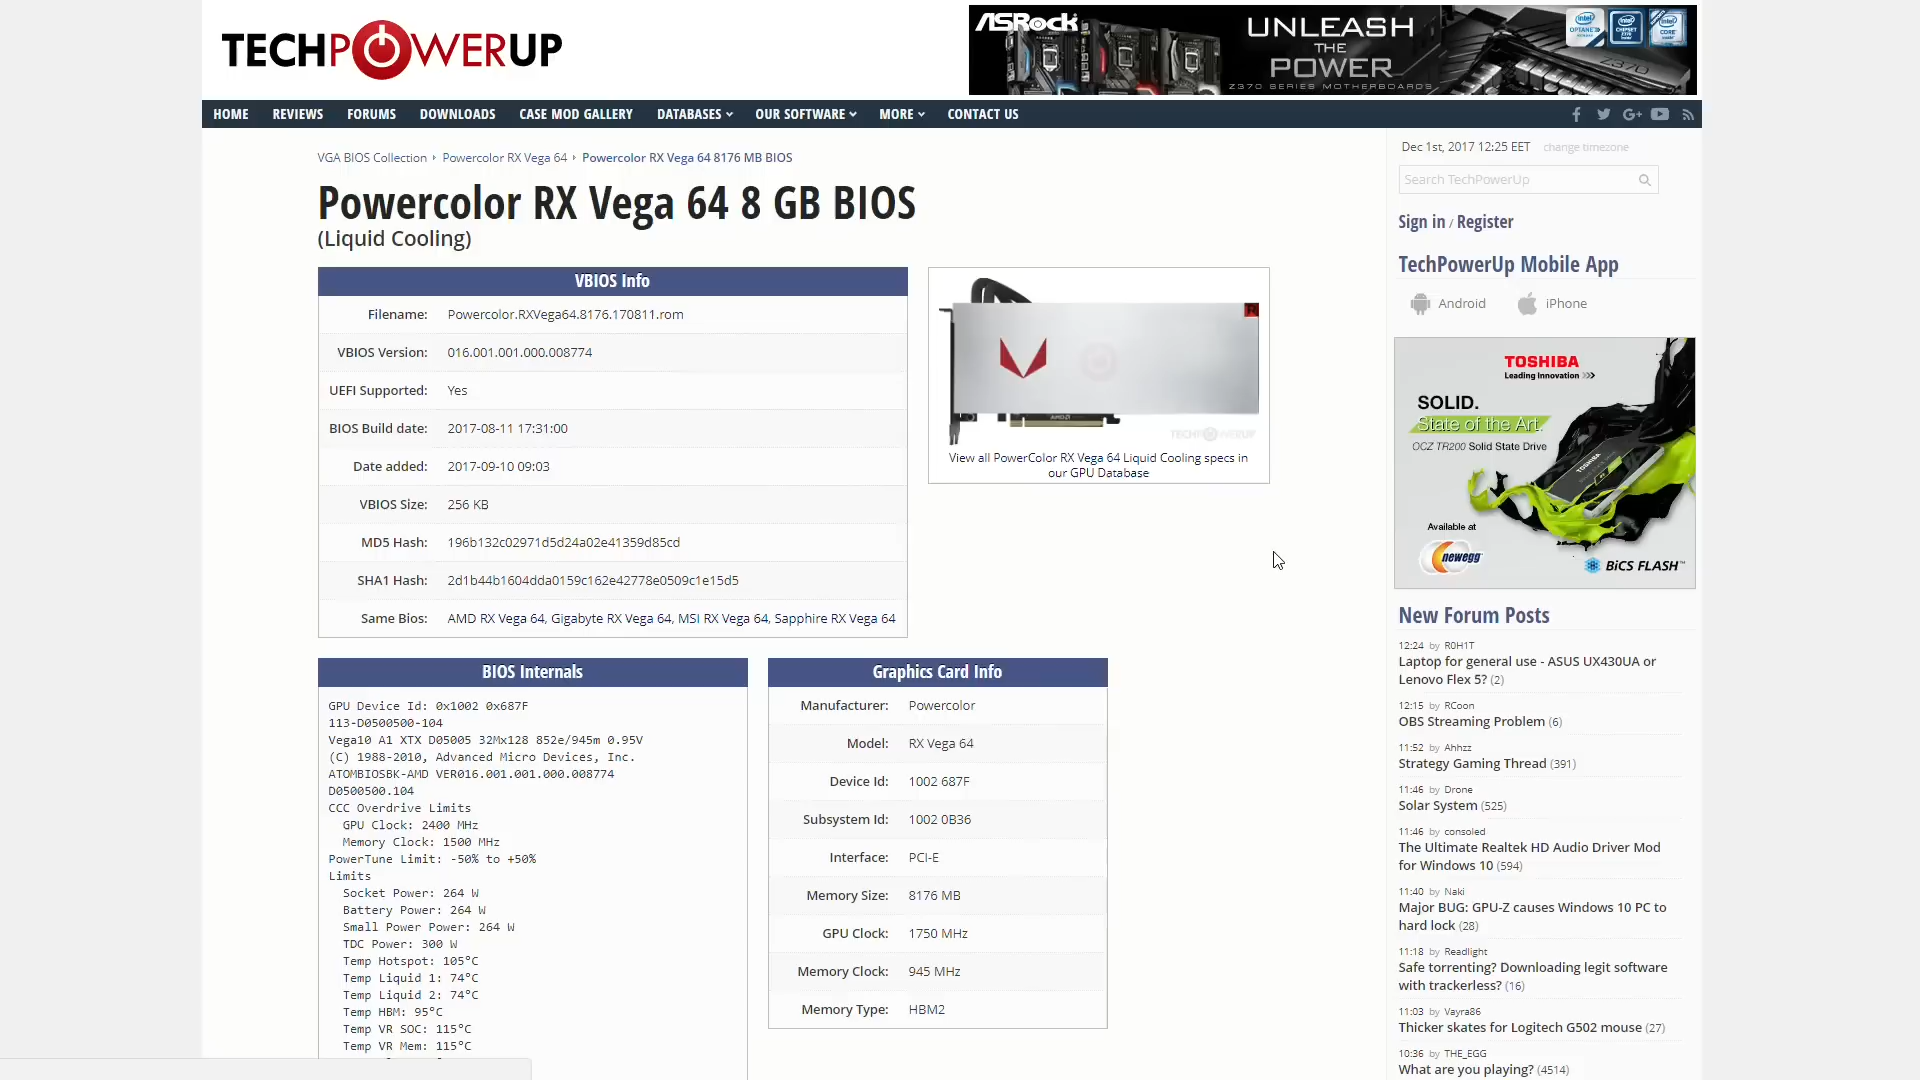 TECHPOWERUP
ASRock
UNLEASH
THE
POWER
Z370 SERIES MOTHERBOARDS
HOME REVIEWS FORUMS DOWNLOADS CASE MOD GALLERY DATABASES OUR SOFTWARE MORE CONTACT US
VGA BIOS Collection Powercolor RX Vega 64 Powercolor RX Vega 64 8176 MB BIOS
Powercolor RX Vega 64 8 GB BIOS
(Liquid Cooling)
VBIOS Info
Filename: Powercolor.RXVega64.8176.170811.rom
VBIOS Version: 016.001.001.000.008774
UEFI Supported: Yes
BIOS Build date: 2017-08-11 17:31:00
Date added: 2017-09-10 09:03
VBIOS Size: 256 KB
MD5 Hash: 196b132c02971d5d24a02e41359d85cd
SHA1 Hash: 2d1b44b1604dda0159c162e42778e0509c1e15d5
Same Bios: AMD RX Vega 64, Gigabyte RX Vega 64, MSI RX Vega 64, Sapphire RX Vega 64
TECHPOWERUP
View all PowerColor RX Vega 64 Liquid Cooling specs in
our GPU Database
BIOS Internals
GPU Device Id: 0x1002 0x687F
113-D0500500-104
Vega10 A1 XTX D05005 32Mx128 852e/945m 0.95V
(C) 1988-2010, Advanced Micro Devices, Inc.
ATOMBIOSBK-AMD VER016.001.001.000.008774
D0500500.104
CCC Overdrive Limits
GPU Clock: 2400 MHz
Memory Clock: 1500 MHz
PowerTune Limit: -50% to +50%
Limits
Socket Power: 264 W
Battery Power: 264 W
Small Power Power: 264 W
TDC Power: 300 W
Temp Hotspot: 105°C
Temp Liquid 1: 74°C
Temp Liquid 2: 74°C
Temp HBM: 95°C
Temp VR SOC: 115°C
Temp VR Mem: 115°C
Graphics Card Info
Manufacturer: Powercolor
Model: RX Vega 64
Device Id: 1002 687F
Subsystem Id: 1002 0B36
Interface: PCI-E
Memory Size: 8176 MB
GPU Clock: 1750 MHz
Memory Clock: 945 MHz
Memory Type: HBM2
Dec 1st, 2017 12:25 EET change timezone
Search TechPowerUp
Sign in / Register
TechPowerUp Mobile App
Android iPhone
TOSHIBA
Leading Innovation >>>
SOLID.
State of the Art.
OCZ TR200 Solid State Drive
Available at
newegg
BiCS FLASH™
New Forum Posts
12:24 by R0H1T
Laptop for general use - ASUS UX430UA or
Lenovo Flex 5? (2)
12:15 by RCoon
OBS Streaming Problem (6)
11:52 by Ahhzz
Strategy Gaming Thread (391)
11:46 by Drone
Solar System (525)
11:46 by consoled
The Ultimate Realtek HD Audio Driver Mod
for Windows 10 (594)
11:40 by Naki
Major BUG: GPU-Z causes Windows 10 PC to
hard lock (28)
11:18 by Readlight
Safe torrenting? Downloading legit software
with trackerless? (16)
11:03 by Vayra86
Thicker skates for Logitech G502 mouse (27)
10:36 by THE_EGG
What are you playing? (4514)